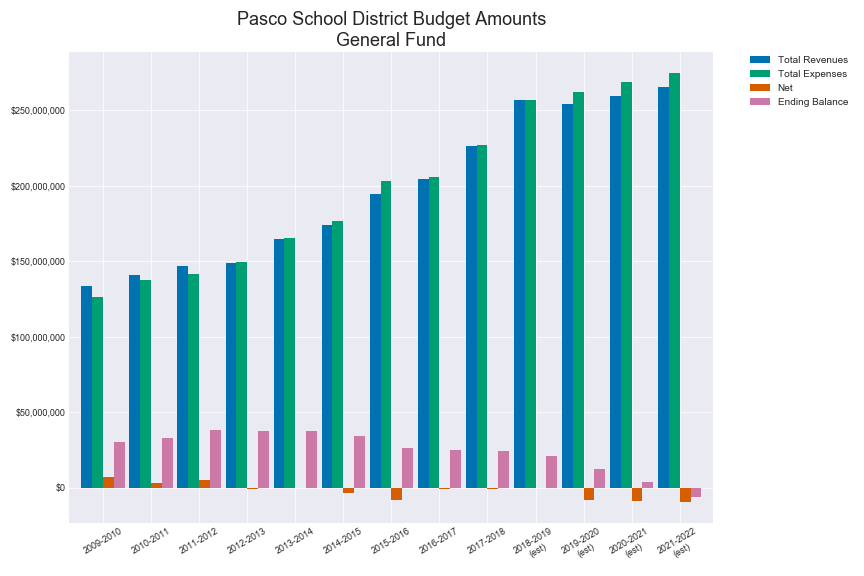 Pasco School District Budget Amounts
General Fund
Total Revenues
Total Expenses
Net
Ending Balance
$250,000,000
$200,000,000
$150,000,000
$100,000,000
$50,000,000
$0
2009-2010
2010-2011
2011-2012
2012-2013
2013-2014
2014-2015
2015-2016
2016-2017
2017-2018
2018-2019
(est)
2019-2020
(est)
2020-2021
(est)
2021-2022
(est)